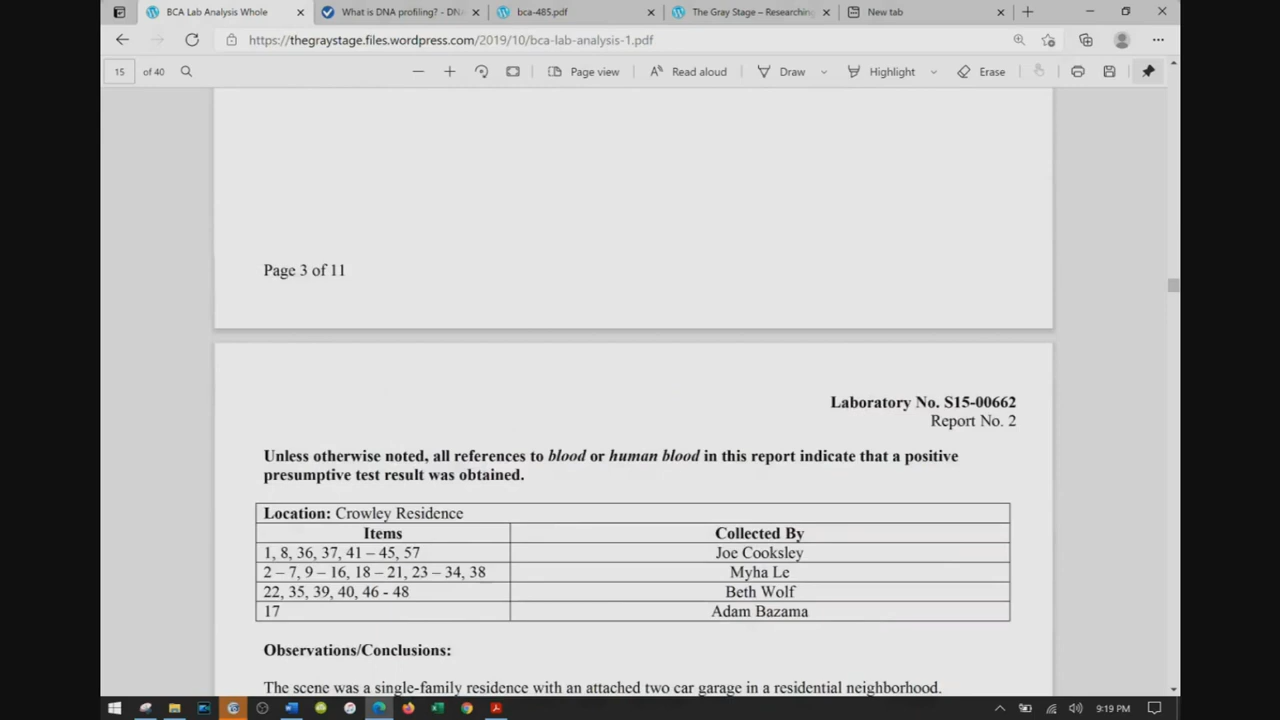 BCA Lab Analysis Whole
What is DNA profiling? - DN
bca-485.pdf
The Gray Stage – Researching
New tab
https://thegraystage.files.wordpress.com/2019/10/bca-lab-analysis-1.pdf
15 of 40
Page view
Read aloud
Draw
Highlight
Erase
Page 3 of 11
Laboratory No. S15-00662
Report No. 2
Unless otherwise noted, all references to blood or human blood in this report indicate that a positive
presumptive test result was obtained.
Location: Crowley Residence
Items Collected By
1, 8, 36, 37, 41 – 45, 57 Joe Cooksley
2 – 7, 9 – 16, 18 – 21, 23 – 34, 38 Myha Le
22, 35, 39, 40, 46 - 48 Beth Wolf
17 Adam Bazama
Observations/Conclusions:
The scene was a single-family residence with an attached two car garage in a residential neighborhood.
9:19 PM